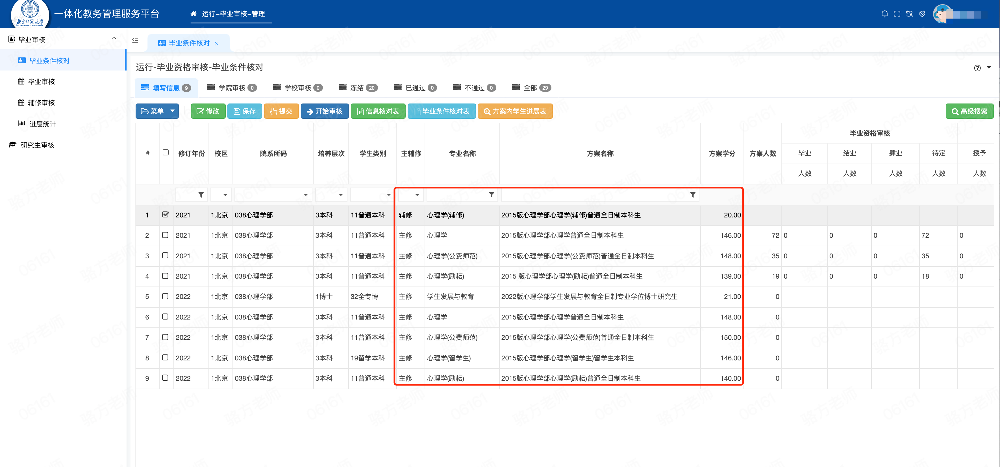 北京师范大学
BEIJING NORMAL UNIVERSITY
一体化教务管理服务平台
运行-毕业审核-管理
毕业审核
毕业条件核对
毕业审核
辅修审核
进度统计
研究生审核
毕业条件核对 ×
运行-毕业资格审核-毕业条件核对
填写信息 9 学院审核 0 学校审核 0 冻结 20 已通过 0 不通过 0 全部 29
菜单 修改 保存 提交 开始审核 信息核对表 毕业条件核对表 方案内学生进展表 高级搜索
毕业资格审核
# 修订年份 校区 院系所码 培养层次 学生类别 主辅修 专业名称 方案名称 方案学分 方案人数 毕业 结业 肆业 待定 授予
人数 人数 人数 人数 人数
1 2021 1北京 038心理学部 3本科 11普通本科 辅修 心理学(辅修) 2015版心理学部心理学(辅修)普通全日制本科生 20.00
2 2021 1北京 038心理学部 3本科 11普通本科 主修 心理学 2015版心理学部心理学普通全日制本科生 146.00 72 0 0 0 72 0
3 2021 1北京 038心理学部 3本科 11普通本科 主修 心理学(公费师范) 2015版心理学部心理学(公费师范)普通全日制本科生 148.00 35 0 0 0 35 0
4 2021 1北京 038心理学部 3本科 11普通本科 主修 心理学(励耘) 2015 版心理学部心理学(励耘)普通全日制本科生 139.00 19 0 0 0 18 0
5 2022 1北京 038心理学部 1博士 32全专博 主修 学生发展与教育 2022版心理学部学生发展与教育全日制专业学位博士研究生 21.00 0
6 2022 1北京 038心理学部 3本科 11普通本科 主修 心理学 2015版心理学部心理学普通全日制本科生 148.00 0
7 2022 1北京 038心理学部 3本科 11普通本科 主修 心理学(公费师范) 2015版心理学部心理学(公费师范)普通全日制本科生 150.00 0
8 2022 1北京 038心理学部 3本科 19留学本科 主修 心理学(留学生) 2015版心理学部心理学(留学生)留学生本科生 146.00 0
9 2022 1北京 038心理学部 3本科 11普通本科 主修 心理学(励耘) 2015版心理学部心理学(励耘)普通全日制本科生 140.00 0
骆方老师 06161